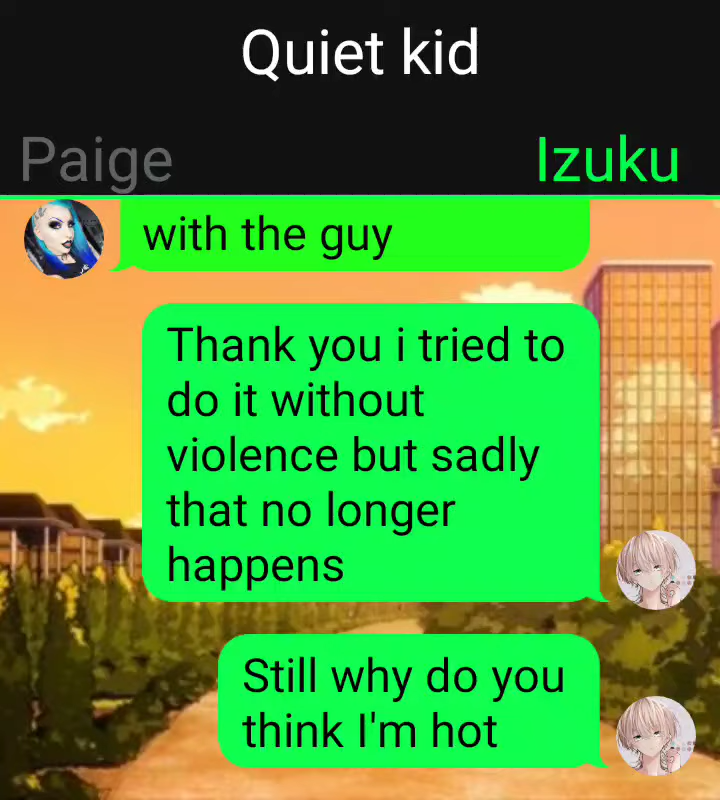 Quiet kid
Paige
Izuku
with the guy
Thank you i tried to
do it without
violence but sadly
that no longer
happens
Still why do you
think I'm hot